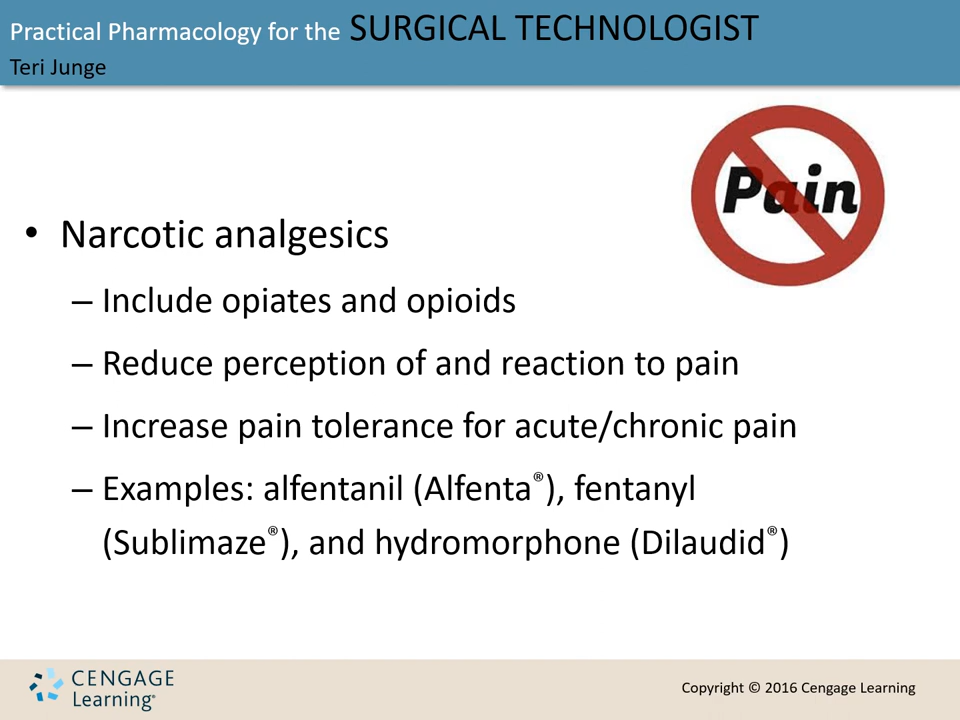 Practical Pharmacology for the SURGICAL TECHNOLOGIST
Teri Junge
Pain
• Narcotic analgesics
– Include opiates and opioids
– Reduce perception of and reaction to pain
– Increase pain tolerance for acute/chronic pain
– Examples: alfentanil (Alfenta®), fentanyl
(Sublimaze®), and hydromorphone (Dilaudid®)
CENGAGE
Learning®
Copyright © 2016 Cengage Learning